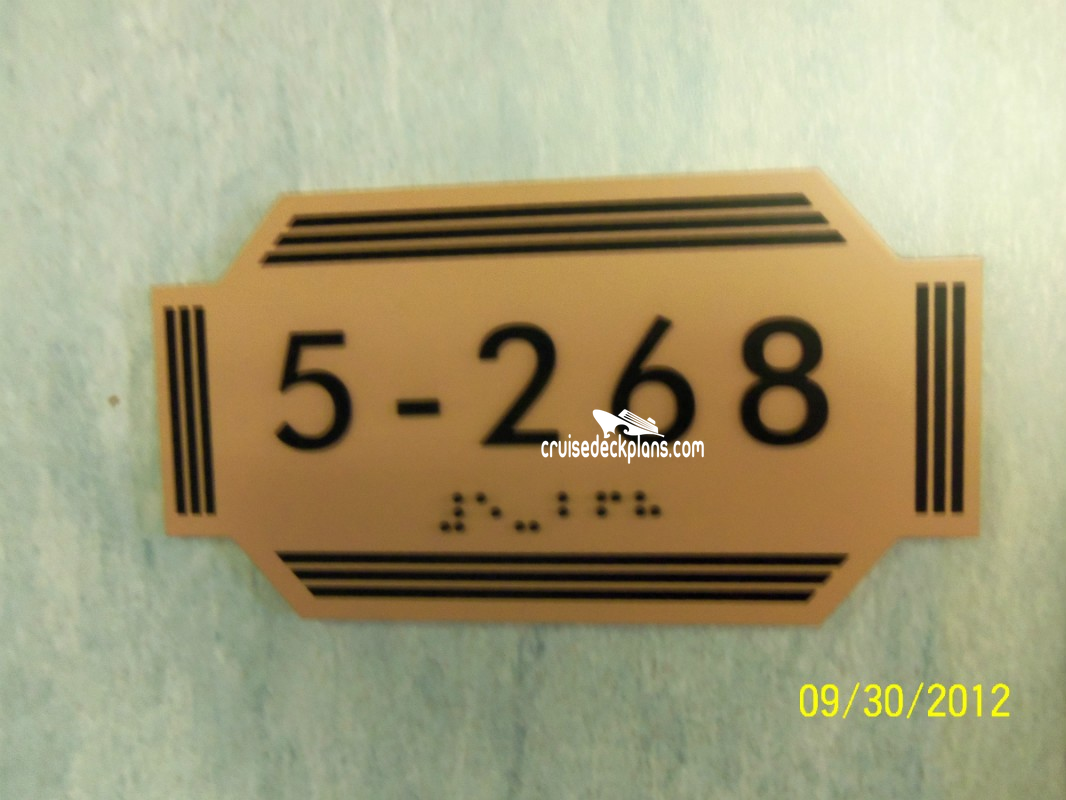 5-268
cruisedeckplans.com
⠼⠑⠤⠃⠋⠓
09/30/2012